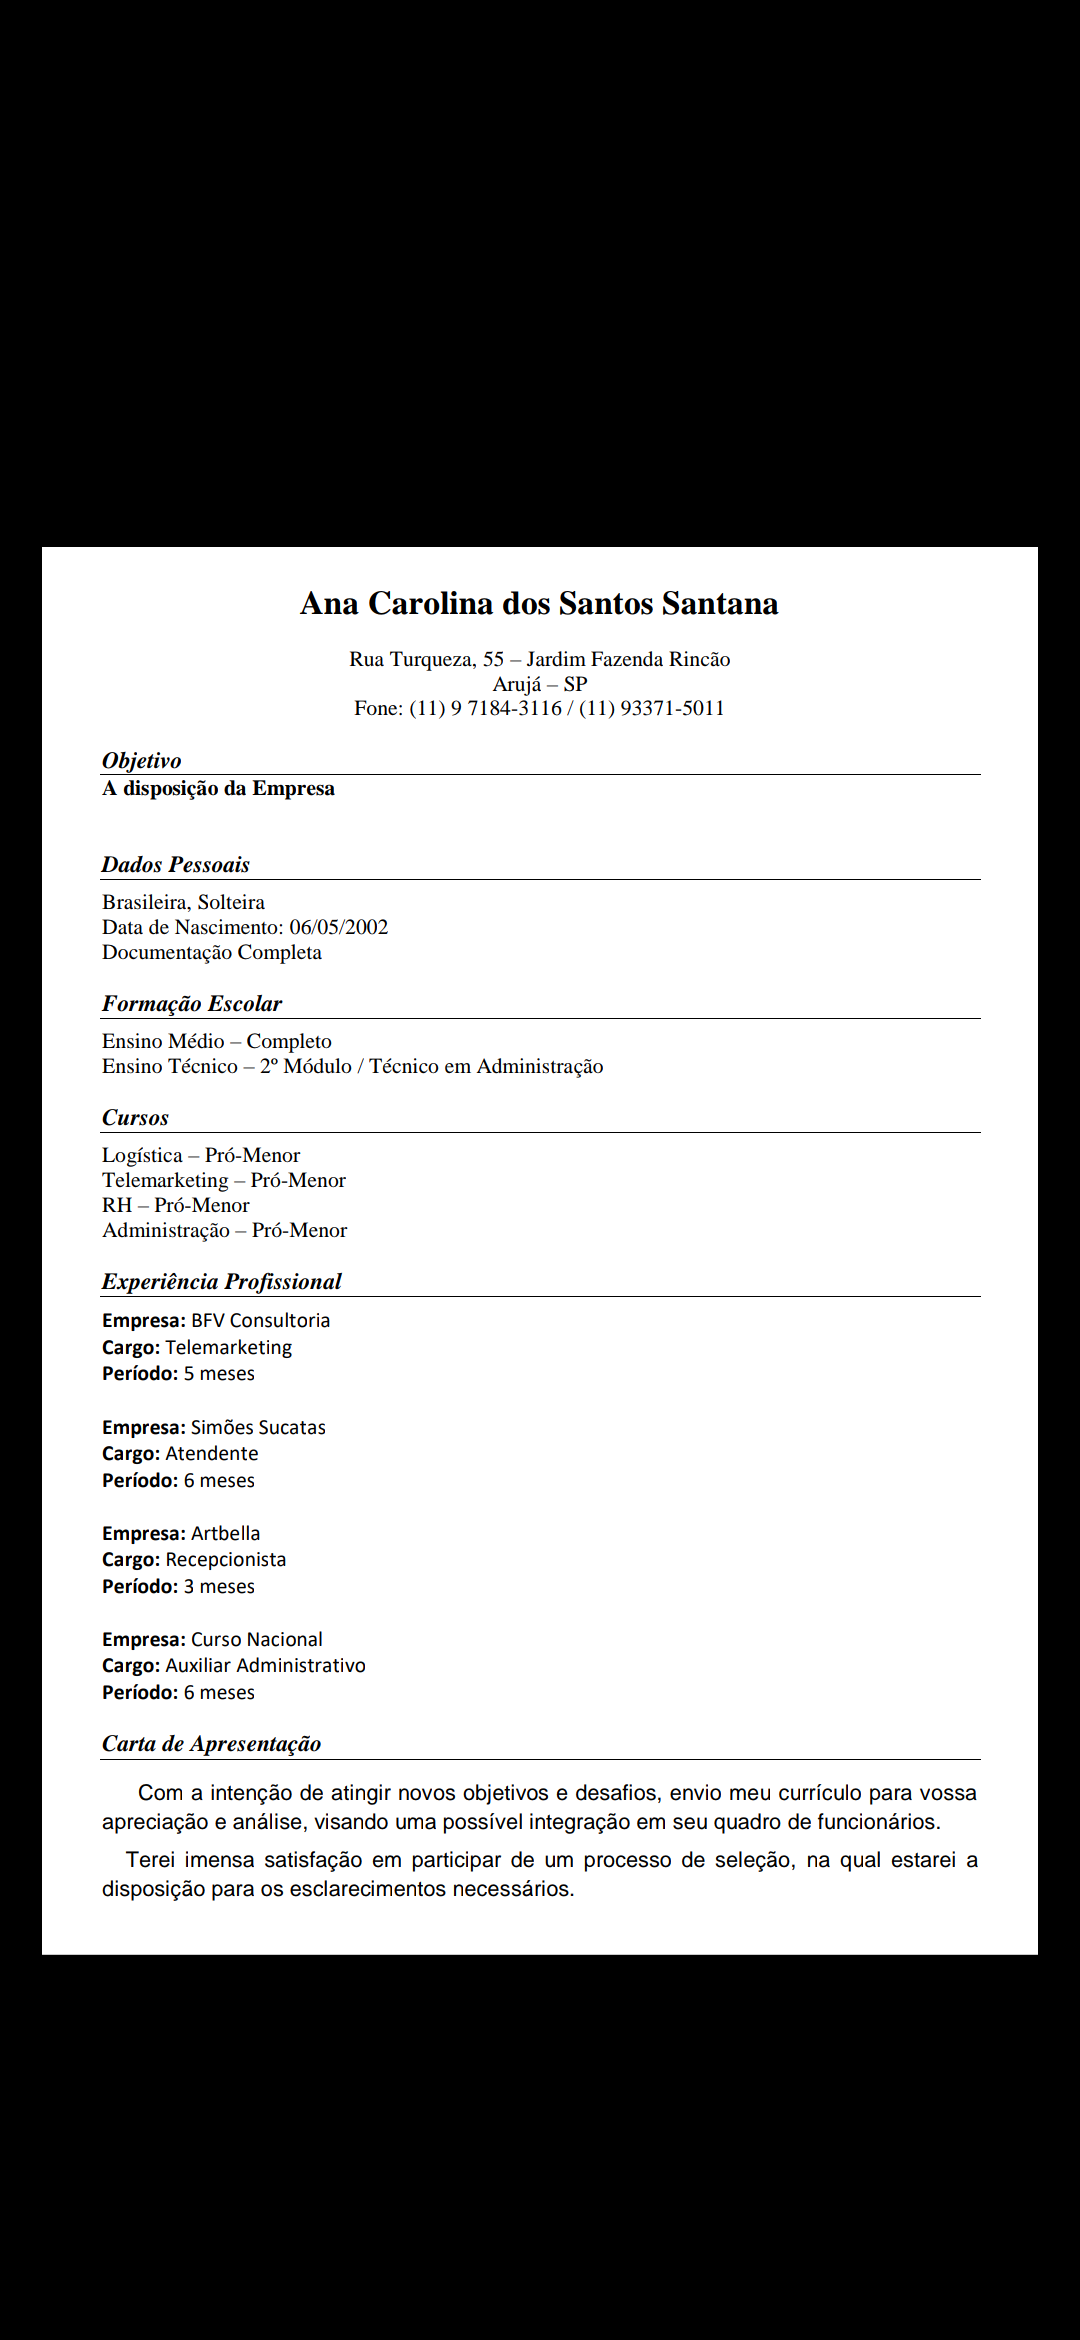 Ana Carolina dos Santos Santana
Rua Turqueza, 55 – Jardim Fazenda Rincão
Arujá – SP
Fone: (11) 9 7184-3116 / (11) 93371-5011
Objetivo
A disposição da Empresa
Dados Pessoais
Brasileira, Solteira
Data de Nascimento: 06/05/2002
Documentação Completa
Formação Escolar
Ensino Médio – Completo
Ensino Técnico – 2º Módulo / Técnico em Administração
Cursos
Logística – Pró-Menor
Telemarketing – Pró-Menor
RH – Pró-Menor
Administração – Pró-Menor
Experiência Profissional
Empresa: BFV Consultoria
Cargo: Telemarketing
Período: 5 meses
Empresa: Simões Sucatas
Cargo: Atendente
Período: 6 meses
Empresa: Artbella
Cargo: Recepcionista
Período: 3 meses
Empresa: Curso Nacional
Cargo: Auxiliar Administrativo
Período: 6 meses
Carta de Apresentação
Com a intenção de atingir novos objetivos e desafios, envio meu currículo para vossa
apreciação e análise, visando uma possível integração em seu quadro de funcionários.
Terei imensa satisfação em participar de um processo de seleção, na qual estarei a
disposição para os esclarecimentos necessários.